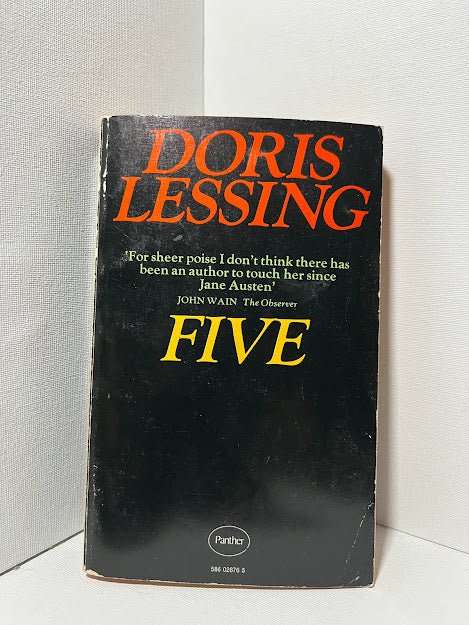 DORIS
LESSING
'For sheer poise I don't think there has
been an author to touch her since
Jane Austen'
JOHN WAIN The Observer
FIVE
Panther
586 02876 5